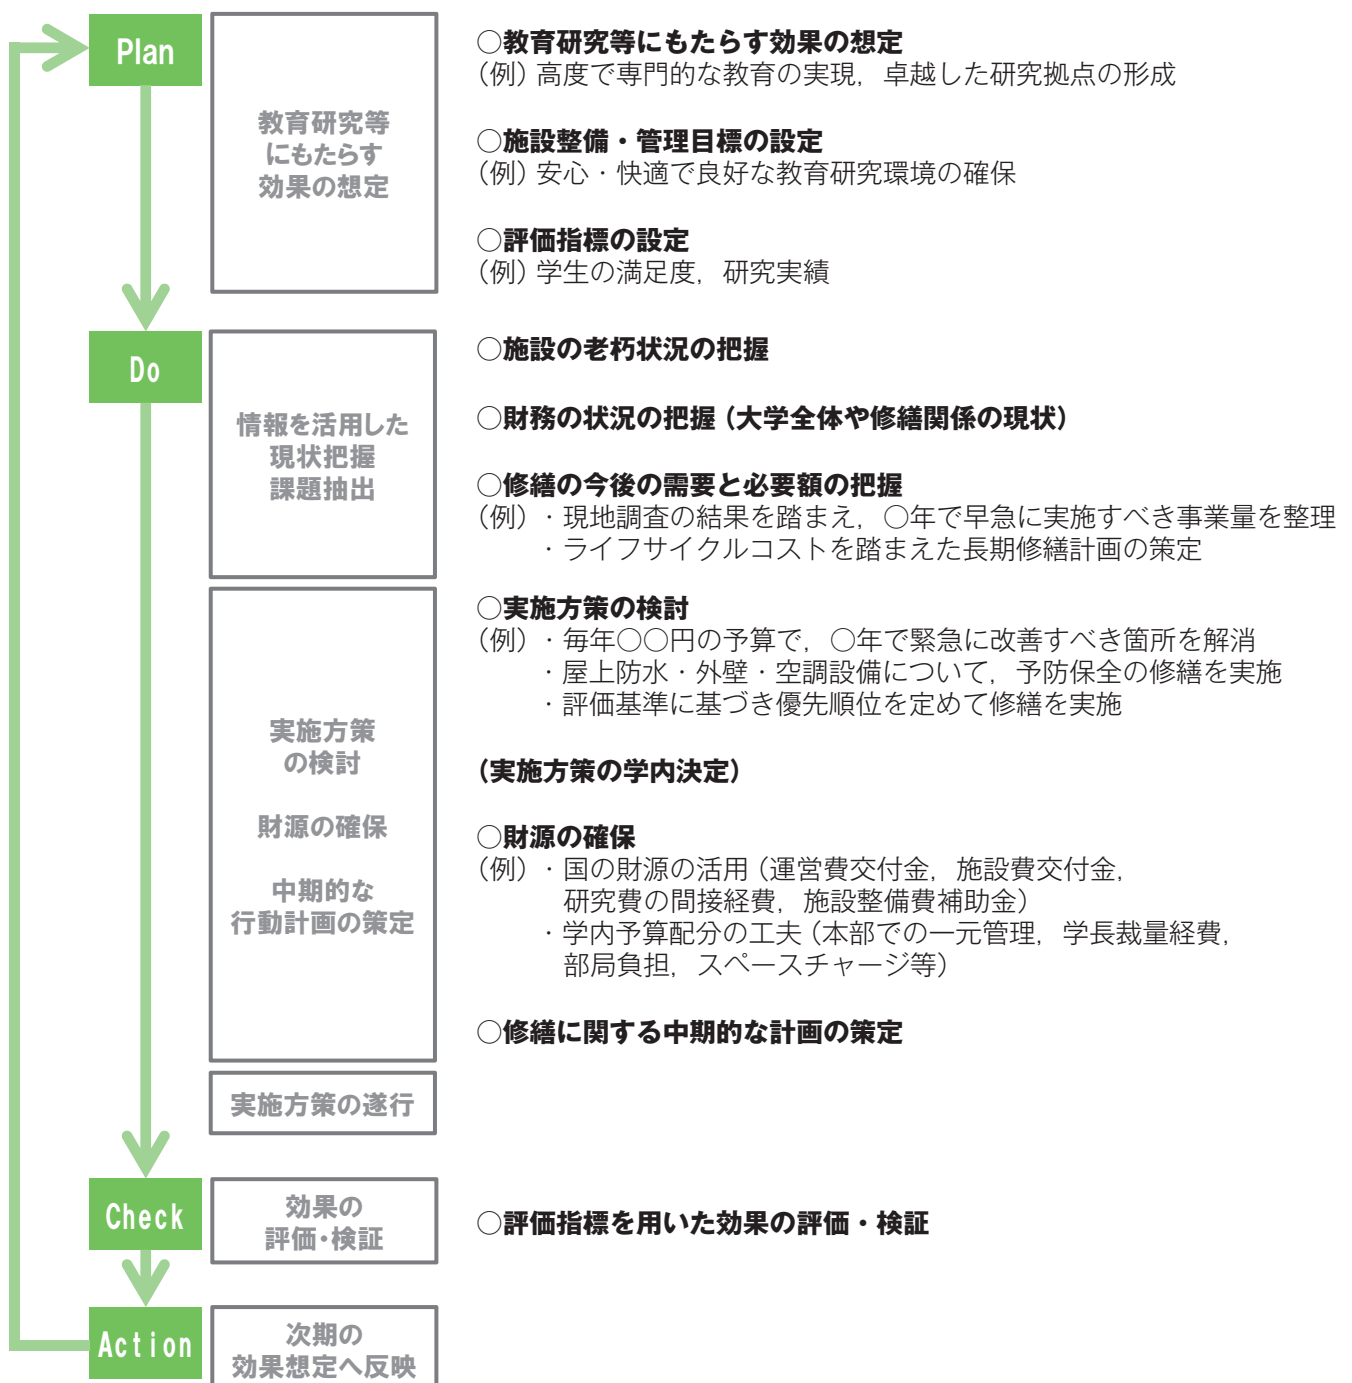 Plan
教育研究等
にもたらす
効果の想定
○教育研究等にもたらす効果の想定
（例）高度で専門的な教育の実現，卓越した研究拠点の形成
○施設整備・管理目標の設定
（例）安心・快適で良好な教育研究環境の確保
○評価指標の設定
（例）学生の満足度，研究実績
Do
情報を活用した
現状把握
課題抽出
○施設の老朽状況の把握
○財務の状況の把握（大学全体や修繕関係の現状）
○修繕の今後の需要と必要額の把握
（例）・現地調査の結果を踏まえ，○年で早急に実施すべき事業量を整理
・ライフサイクルコストを踏まえた長期修繕計画の策定
実施方策
の検討
財源の確保
中期的な
行動計画の策定
○実施方策の検討
（例）・毎年○○円の予算で，○年で緊急に改善すべき箇所を解消
・屋上防水・外壁・空調設備について，予防保全の修繕を実施
・評価基準に基づき優先順位を定めて修繕を実施
（実施方策の学内決定）
○財源の確保
（例）・国の財源の活用（運営費交付金，施設費交付金，
研究費の間接経費，施設整備費補助金）
・学内予算配分の工夫（本部での一元管理，学長裁量経費，
部局負担，スペースチャージ等）
○修繕に関する中期的な計画の策定
実施方策の遂行
Check
効果の
評価・検証
○評価指標を用いた効果の評価・検証
Action
次期の
効果想定へ反映